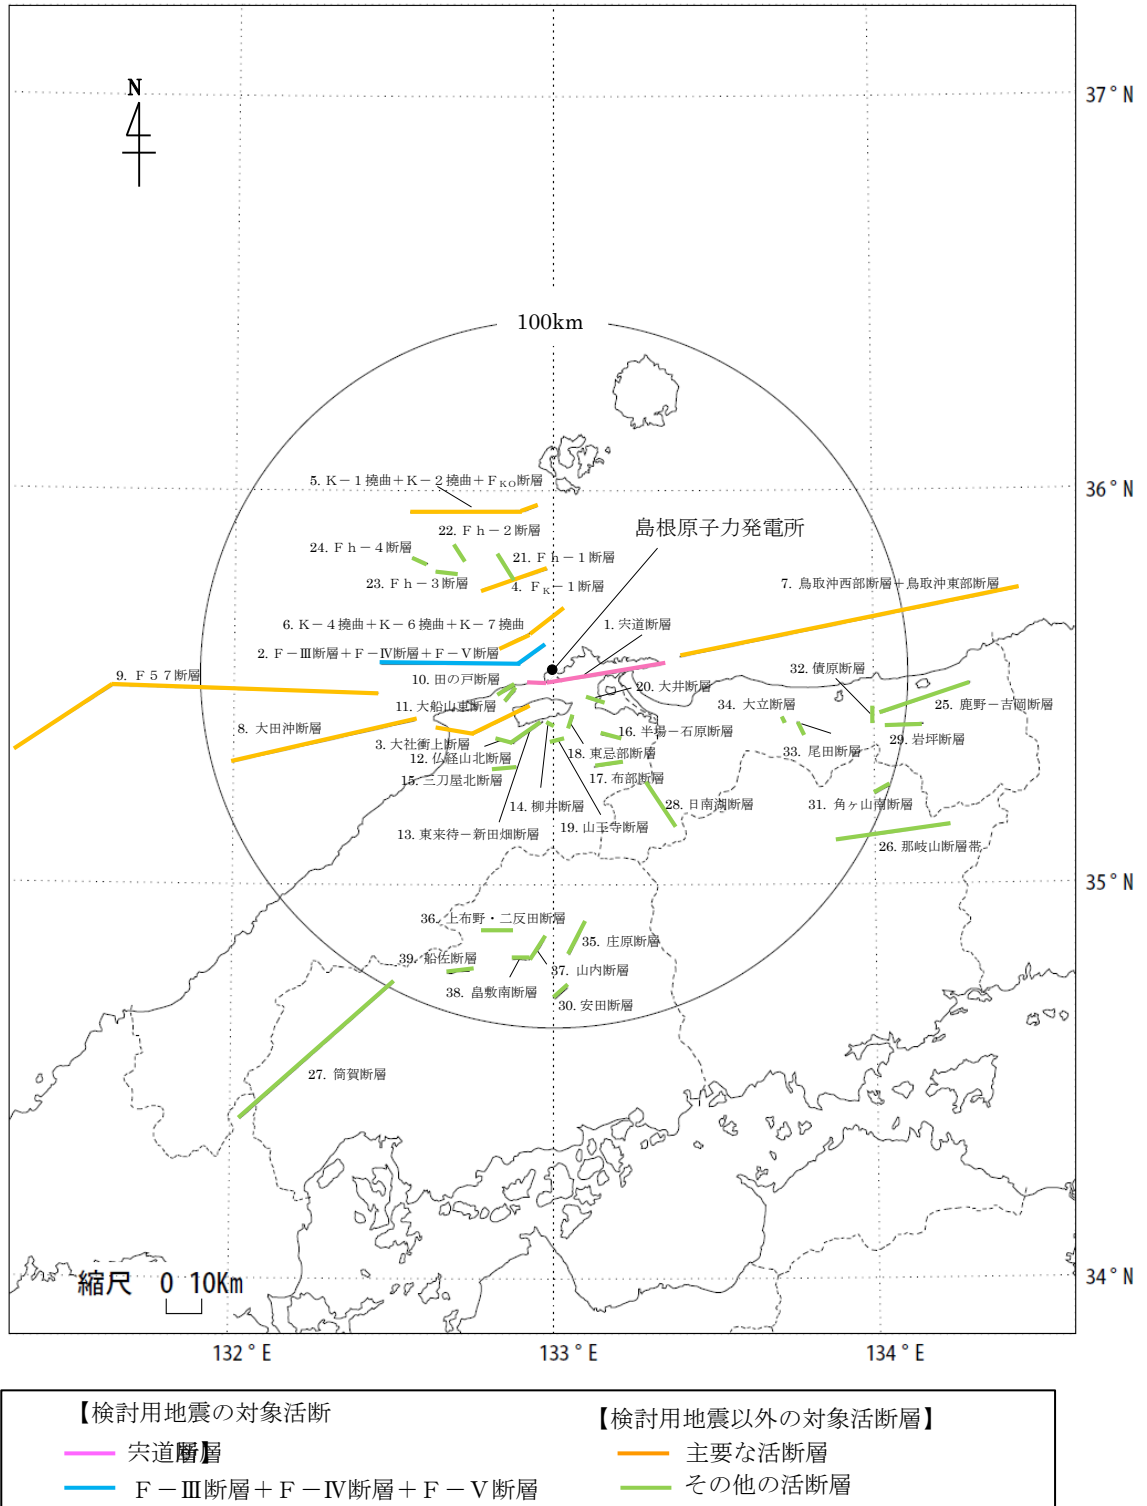 N
37°N
100km
36°N
5. K－1撓曲＋K－2撓曲＋FKO断層
22. Fh－2断層
島根原子力発電所
24. Fh－4断層
21. Fh－1断層
23. Fh－3断層
4. FK－1断層
7. 鳥取沖西部断層＋鳥取沖東部断層
6. K－4撓曲＋K－6撓曲＋K－7撓曲
1. 宍道断層
2. F－Ⅲ断層＋F－Ⅳ断層＋F－Ⅴ断層
9. F57断層
10. 田の戸断層
20. 大井断層
32. 債原断層
11. 大船山東断層
34. 大立断層
25. 鹿野－吉岡断層
8. 大田沖断層
16. 半場－石原断層
29. 岩坪断層
3. 大社衝上断層
18. 東忌部断層
33. 尾田断層
12. 仏経山北断層
15. 三刀屋北断層
17. 布部断層
14. 柳井断層
28. 日南湖断層
31. 角ヶ山南断層
13. 東来待－新田畑断層
19. 山王寺断層
26. 那岐山断層帯
35°N
36. 上布野・二反田断層
35. 庄原断層
39. 船佐断層
37. 山内断層
38. 畠敷南断層
30. 安田断層
27. 筒賀断層
縮尺 0 10Km
34°N
132°E
133°E
134°E
【検討用地震の対象活断
層】
【検討用地震以外の対象活断層】
宍道断層
主要な活断層
F－Ⅲ断層＋F－Ⅳ断層＋F－Ⅴ断層
その他の活断層